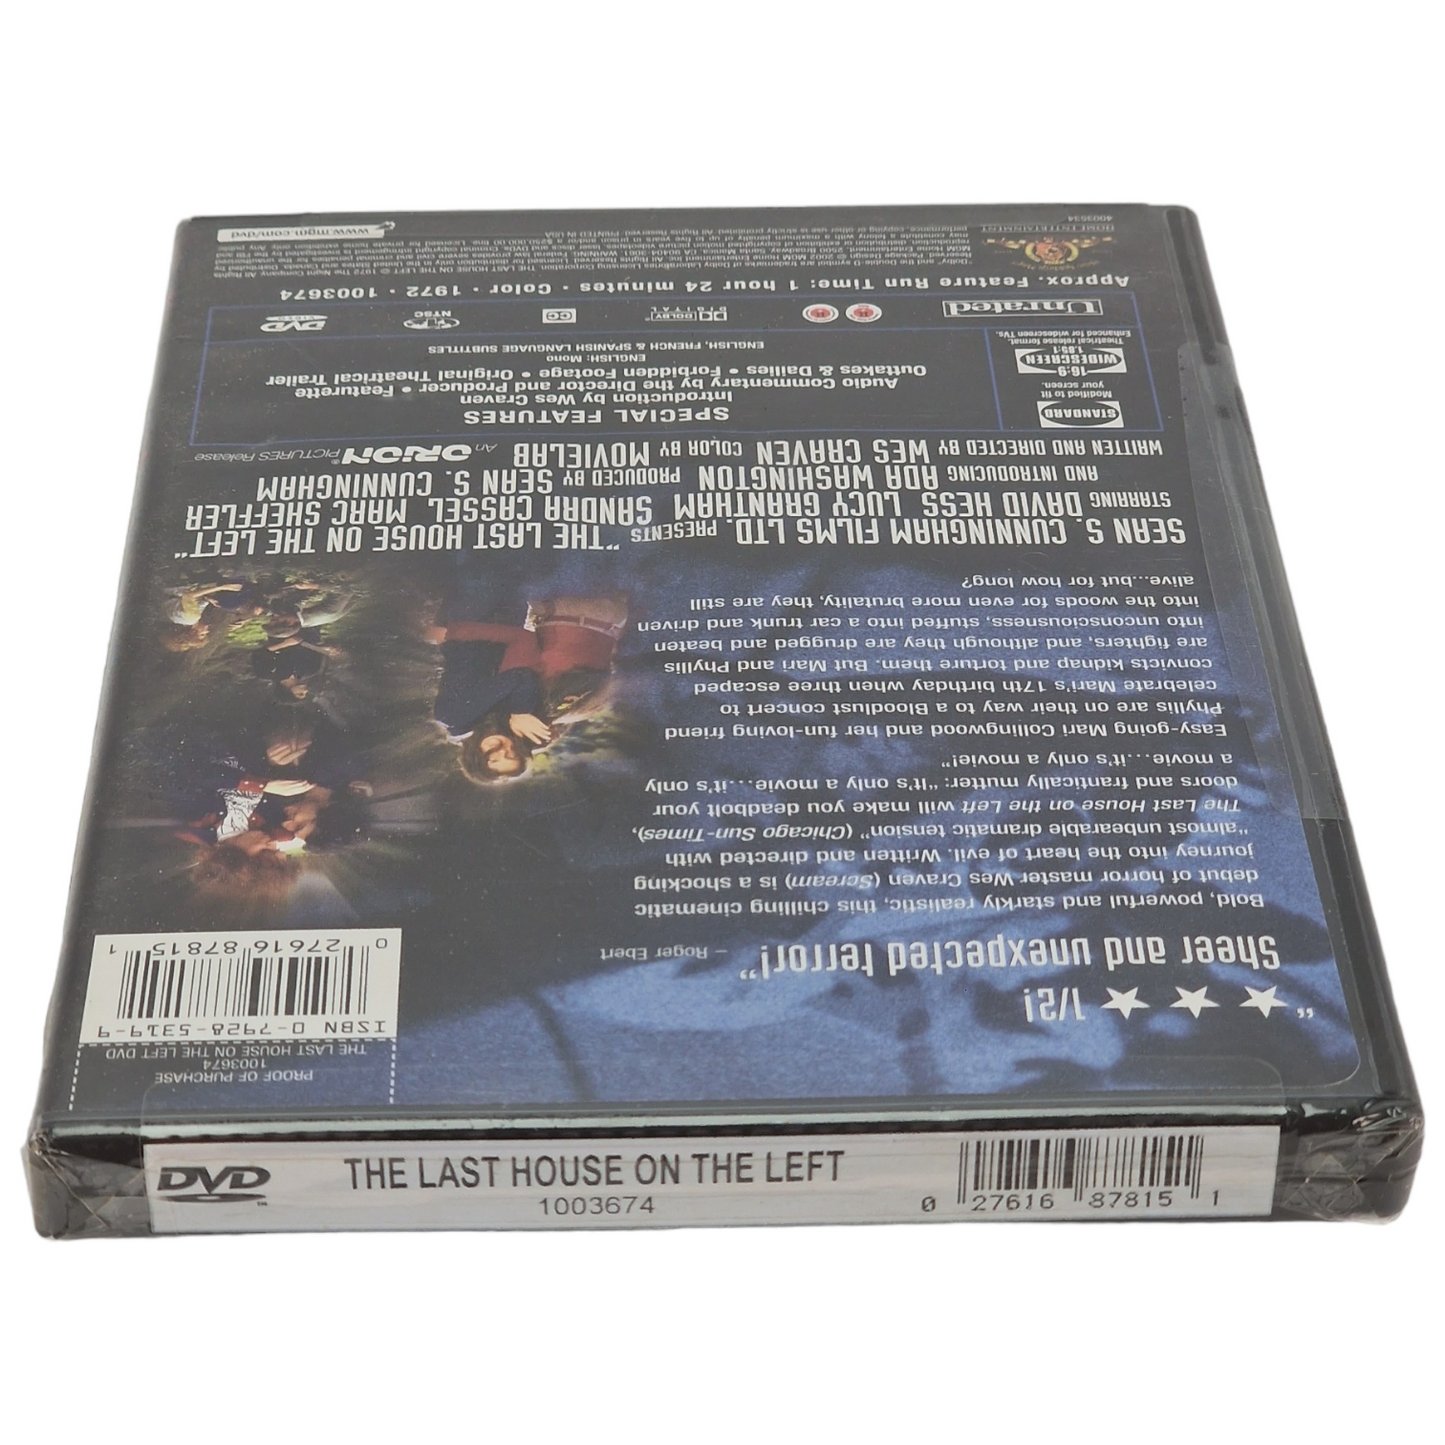 "★ ★ ★ 1/2!
Sheer and unexpected terror!"
– Roger Ebert
Bold, powerful and starkly realistic, this chilling cinematic
debut of horror master Wes Craven (Scream) is a shocking
journey into the heart of evil. Written and directed with
"almost unbearable dramatic tension" (Chicago Sun-Times),
The Last House on the Left will make you deadbolt your
doors and frantically mutter: "It's only a movie...it's only
a movie...it's only a movie!"
Easy-going Mari Collingwood and her fun-loving friend
Phyllis are on their way to a Bloodlust concert to
celebrate Mari's 17th birthday when three escaped
convicts kidnap and torture them. But Mari and Phyllis
are fighters, and although they are drugged and beaten
into unconsciousness, stuffed into a car trunk and driven
into the woods for even more brutality, they are still
alive...but for how long?
SEAN S. CUNNINGHAM FILMS LTD. PRESENTS "THE LAST HOUSE ON THE LEFT"
STARRING DAVID HESS LUCY GRANTHAM SANDRA CASSEL MARC SHEFFLER
AND INTRODUCING ADA WASHINGTON PRODUCED BY SEAN S. CUNNINGHAM
WRITTEN AND DIRECTED BY WES CRAVEN COLOR BY MOVIELAB An ORION PICTURES Release
SPECIAL FEATURES
Introduction by Wes Craven
Audio Commentary by the Director and Producer • Featurette
Outtakes & Dailies • Forbidden Footage • Original Theatrical Trailer
ENGLISH: Mono
ENGLISH, FRENCH & SPANISH LANGUAGE SUBTITLES
STANDARD
Modified to fit
your screen.
16:9
WIDESCREEN
1.85:1
Theatrical release format.
Enhanced for widescreen TVs.
Unrated
R R DOLBY DIGITAL CC NTSC DVD VIDEO
Approx. Feature Run Time: 1 hour 24 minutes • Color • 1972 • 1003674
HOME ENTERTAINMENT
4003534
www.mgm.com/dvd
PROOF OF PURCHASE
1003674
THE LAST HOUSE ON THE LEFT DVD
ISBN 0-7928-5319-9
0 27616 87815 1
DVD
THE LAST HOUSE ON THE LEFT
1003674
0 27616 87815 1